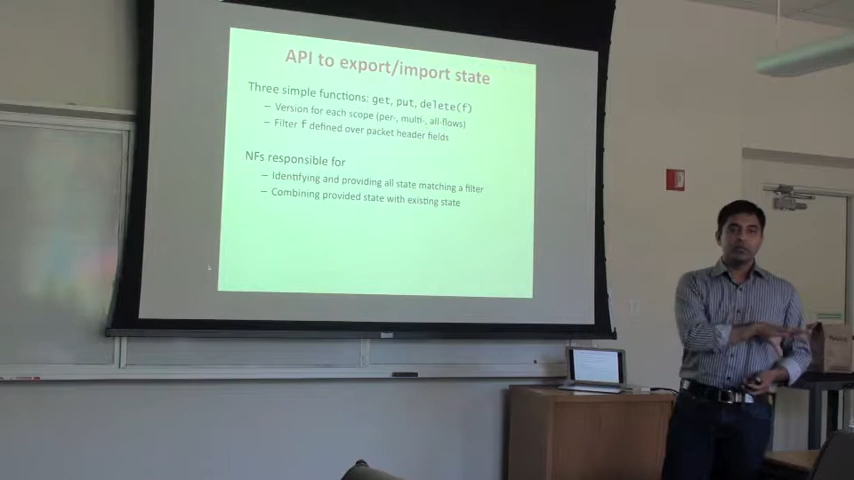 API to export/import state
Three simple functions: get, put, delete(f)
– Version for each scope (per-, multi-, all-flows)
– Filter f defined over packet header fields
NFs responsible for
– Identifying and providing all state matching a filter
– Combining provided state with existing state